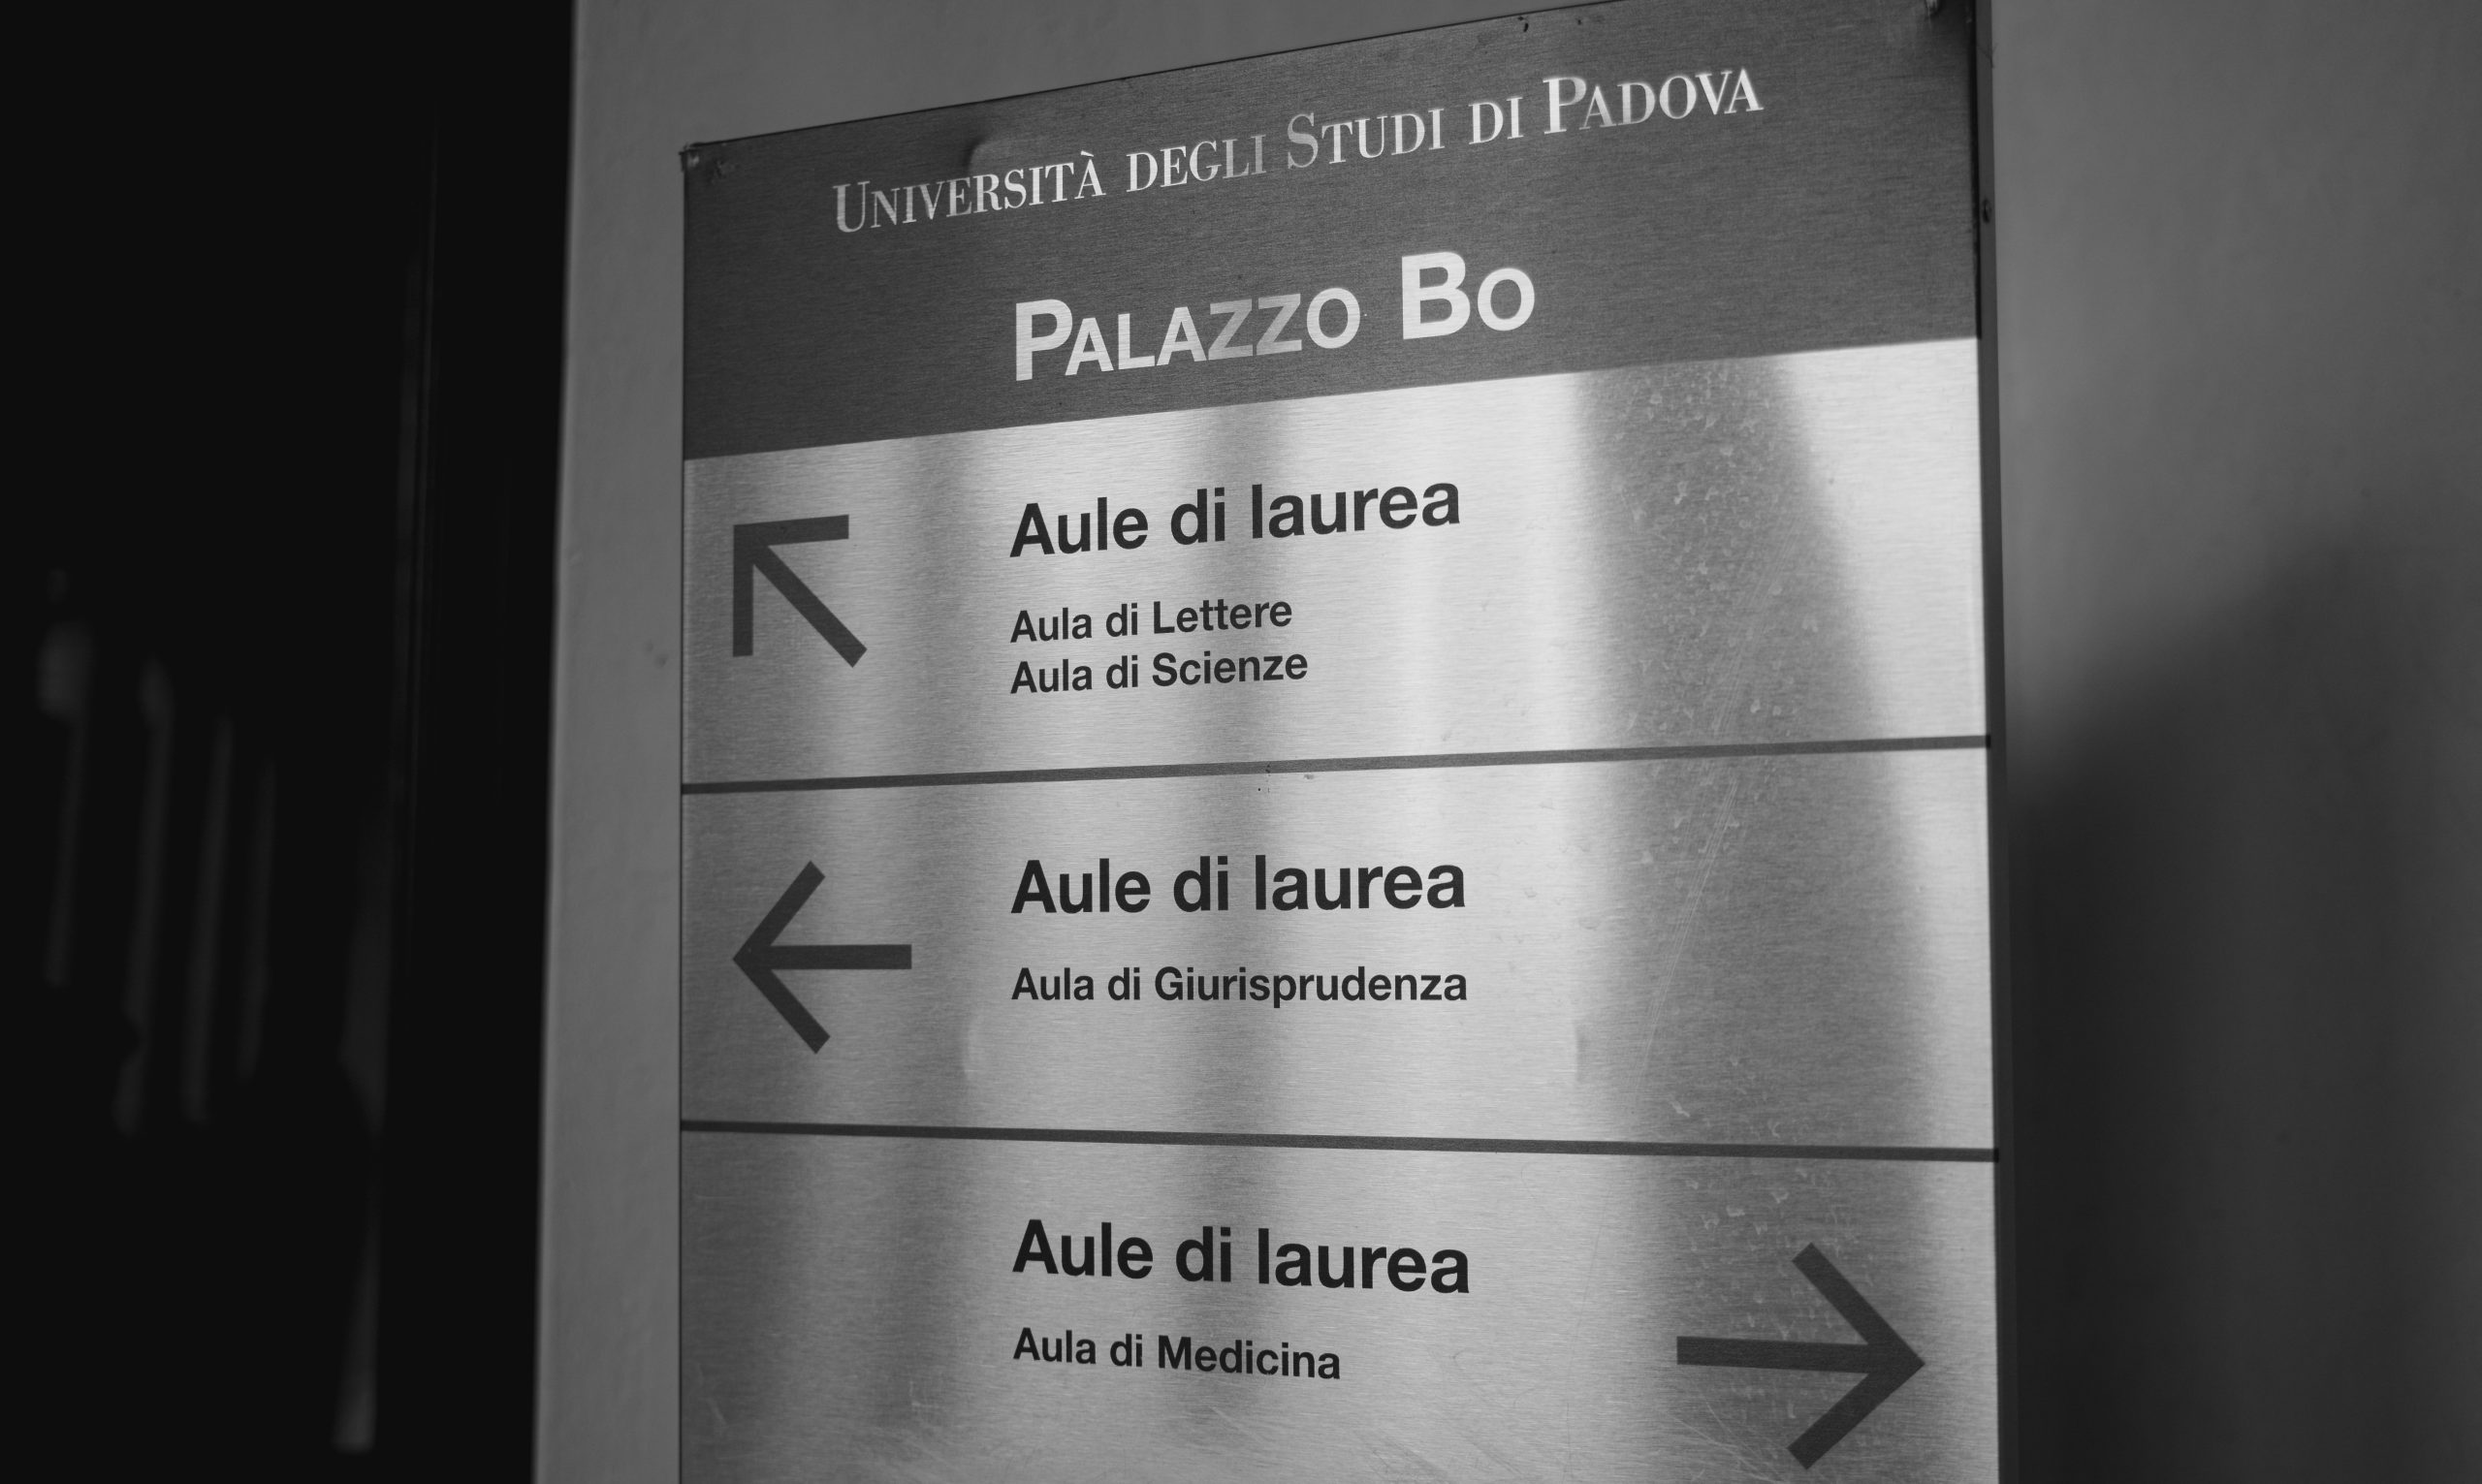 Università degli Studi di Padova
Palazzo Bo
Aule di laurea
Aula di Lettere
Aula di Scienze
Aule di laurea
Aula di Giurisprudenza
Aule di laurea
Aula di Medicina